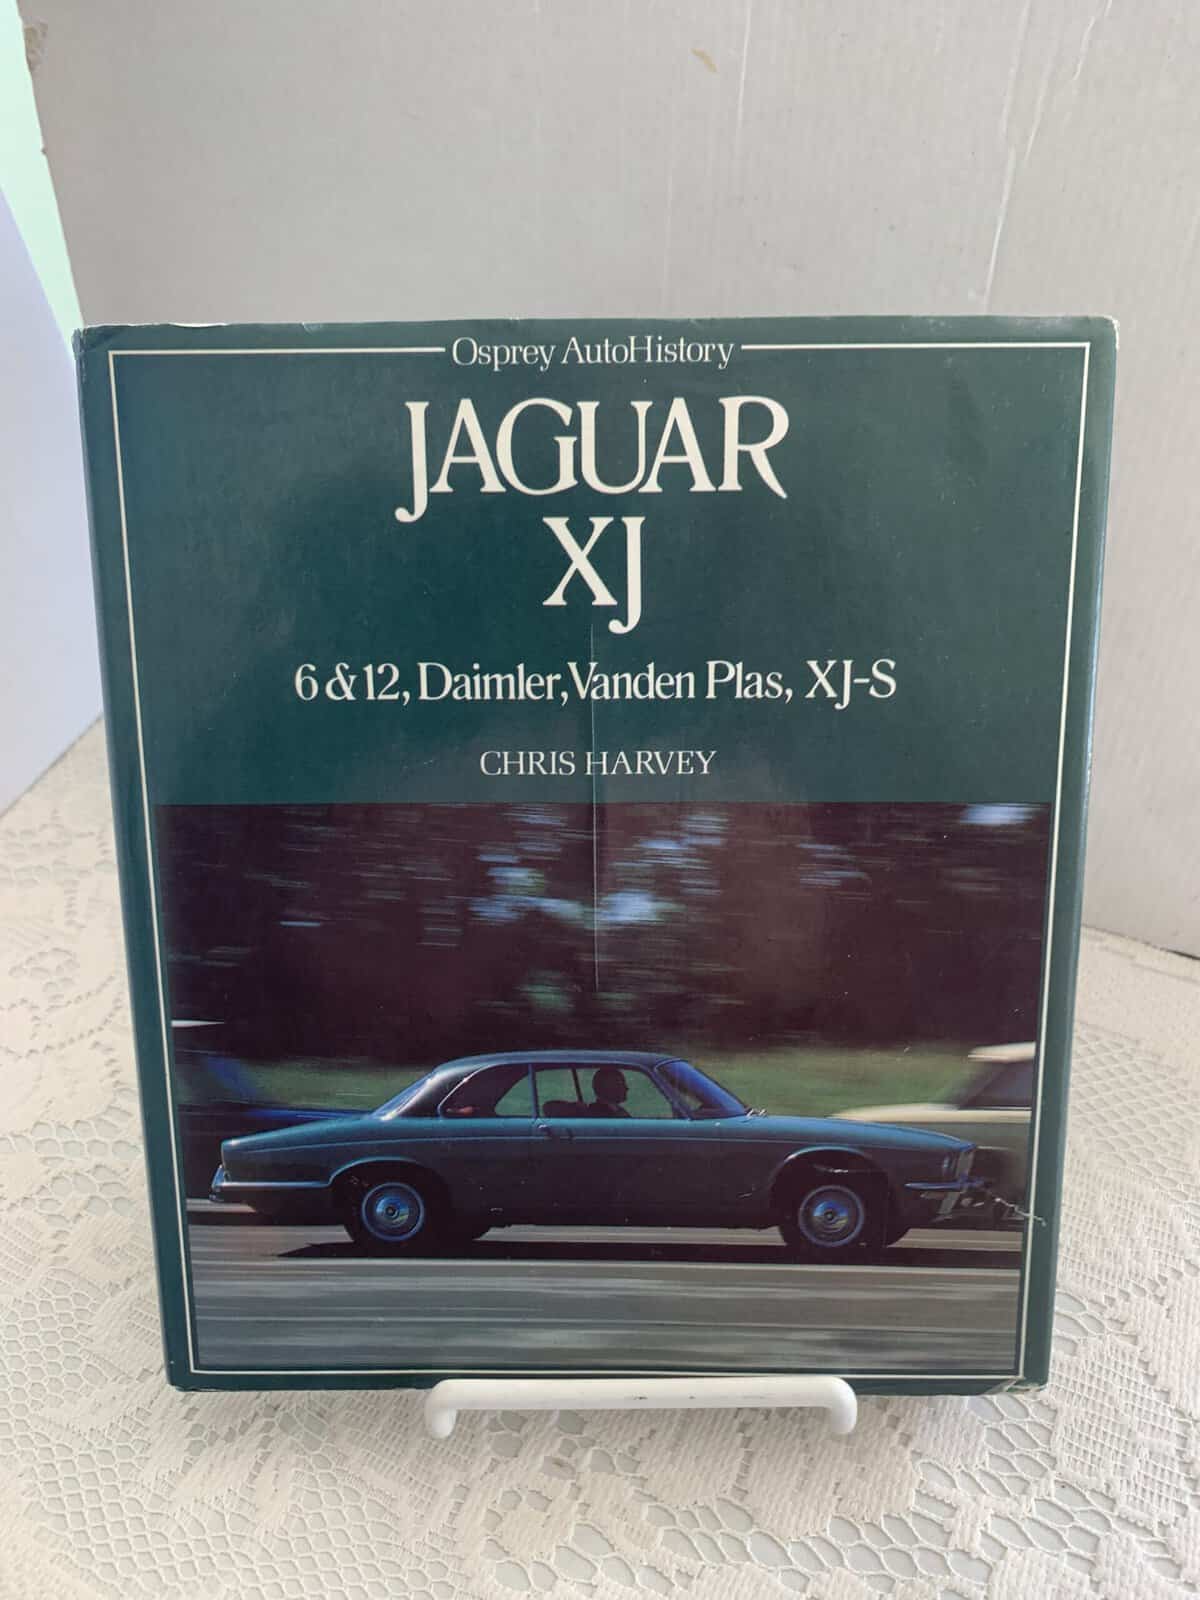 Osprey AutoHistory
JAGUAR
XJ
6 & 12, Daimler, Vanden Plas, XJ-S
CHRIS HARVEY